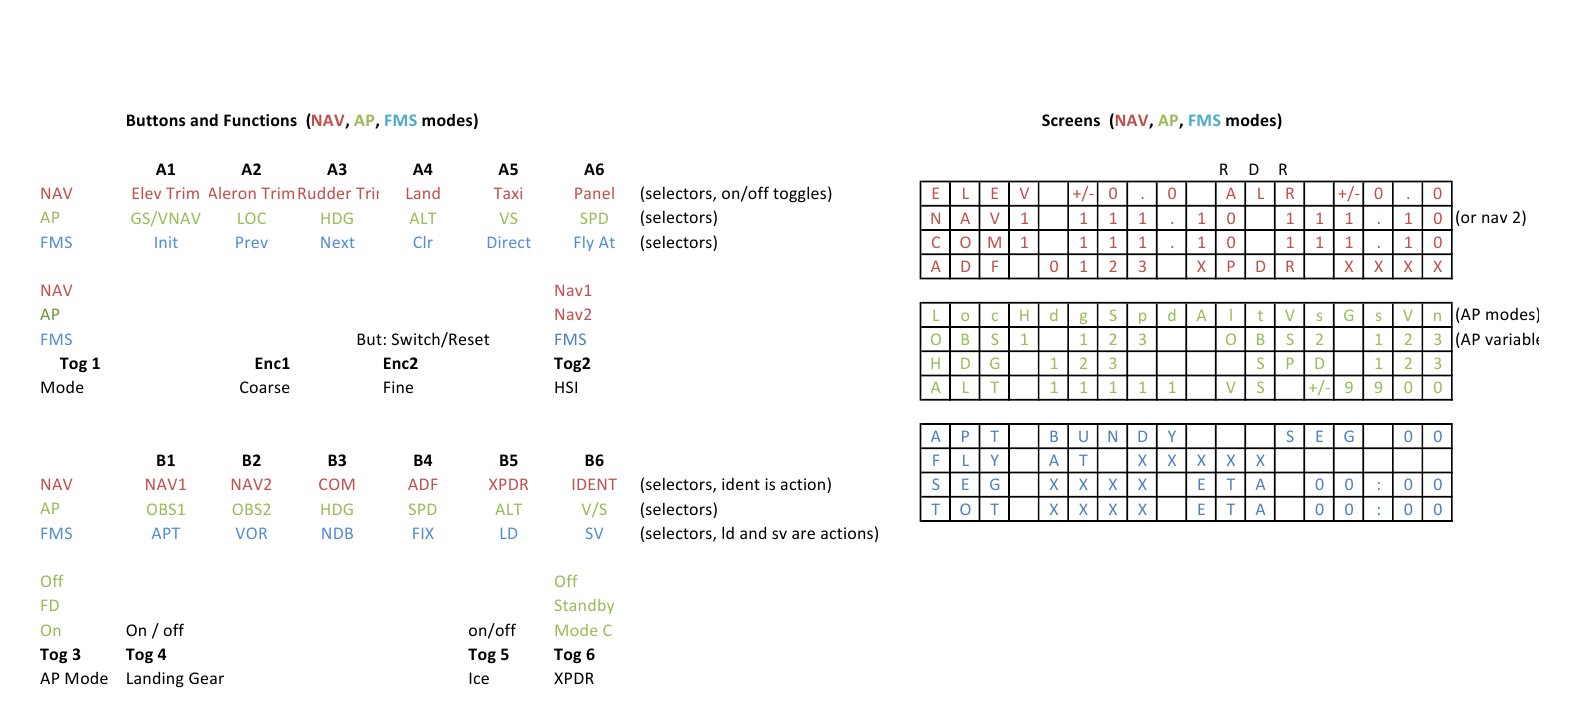 Buttons and Functions (NAV, AP, FMS modes)
A1 A2 A3 A4 A5 A6
NAV Elev Trim Aleron Trim Rudder Trir Land Taxi Panel (selectors, on/off toggles)
AP GS/VNAV LOC HDG ALT VS SPD (selectors)
FMS Init Prev Next Clr Direct Fly At (selectors)
NAV Nav1
AP Nav2
FMS But: Switch/Reset FMS
Tog 1 Enc1 Enc2 Tog2
Mode Coarse Fine HSI
B1 B2 B3 B4 B5 B6
NAV NAV1 NAV2 COM ADF XPDR IDENT (selectors, ident is action)
AP OBS1 OBS2 HDG SPD ALT V/S (selectors)
FMS APT VOR NDB FIX LD SV (selectors, ld and sv are actions)
Off Off
FD Standby
On On / off on/off Mode C
Tog 3 Tog 4 Tog 5 Tog 6
AP Mode Landing Gear Ice XPDR
Screens (NAV, AP, FMS modes)
R D R
E L E V +/- 0 . 0 A L R +/- 0 . 0
N A V 1 1 1 1 . 1 0 1 1 1 . 1 0 (or nav 2)
C O M 1 1 1 1 . 1 0 1 1 1 . 1 0
A D F 0 1 2 3 X P D R X X X X
L o c H d g S p d A l t V s G s V n (AP modes)
O B S 1 1 2 3 O B S 2 1 2 3 (AP variable
H D G 1 2 3 S P D 1 2 3
A L T 1 1 1 1 1 V S +/- 9 9 0 0
A P T B U N D Y S E G 0 0
F L Y A T X X X X X
S E G X X X X E T A 0 0 : 0 0
T O T X X X X E T A 0 0 : 0 0